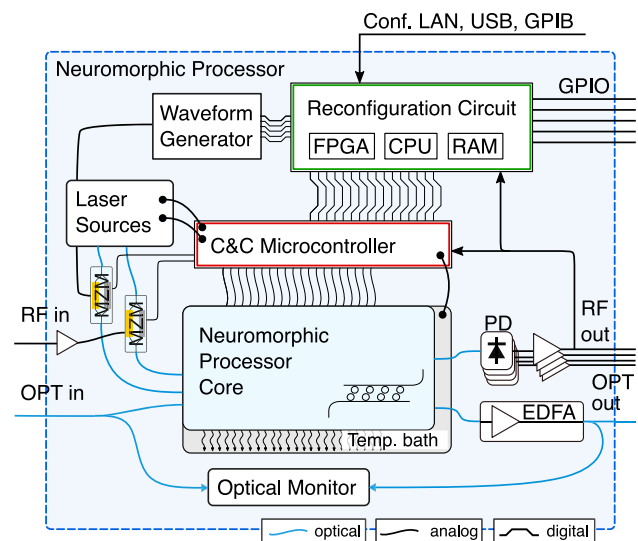 Conf. LAN, USB, GPIB
Neuromorphic Processor
Waveform
Generator
Reconfiguration Circuit
FPGA CPU RAM
GPIO
Laser
Sources
C&C Microcontroller
MZM
MZM
RF in
Neuromorphic
Processor
Core
PD
RF
out
OPT in
OPT
out
EDFA
Temp. bath
Optical Monitor
optical analog digital